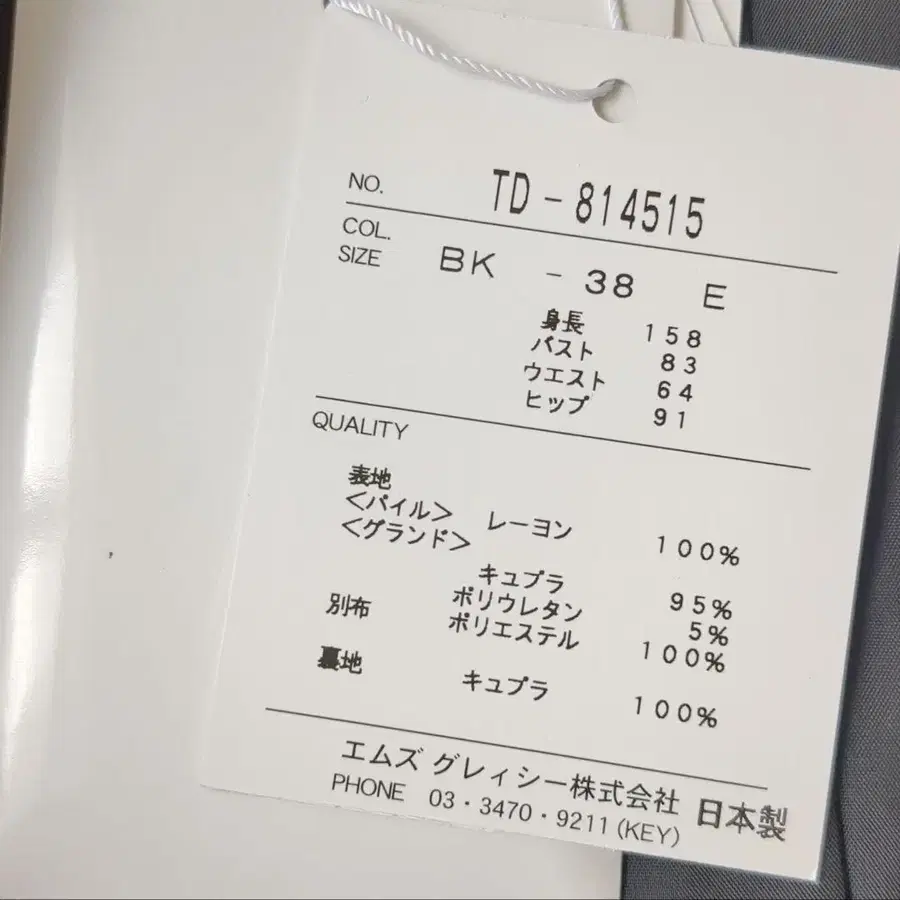 NO. TD-814515
COL.
SIZE BK - 38 E
身長 158
バスト 83
ウエスト 64
ヒップ 91
QUALITY
表地
<パイル> レーヨン 100%
<グランド>
キュプラ 95%
ポリウレタン 5%
別布 ポリエステル 100%
裏地 キュプラ 100%
エムズ グレィシー株式会社 日本製
PHONE 03・3470・9211(KEY)